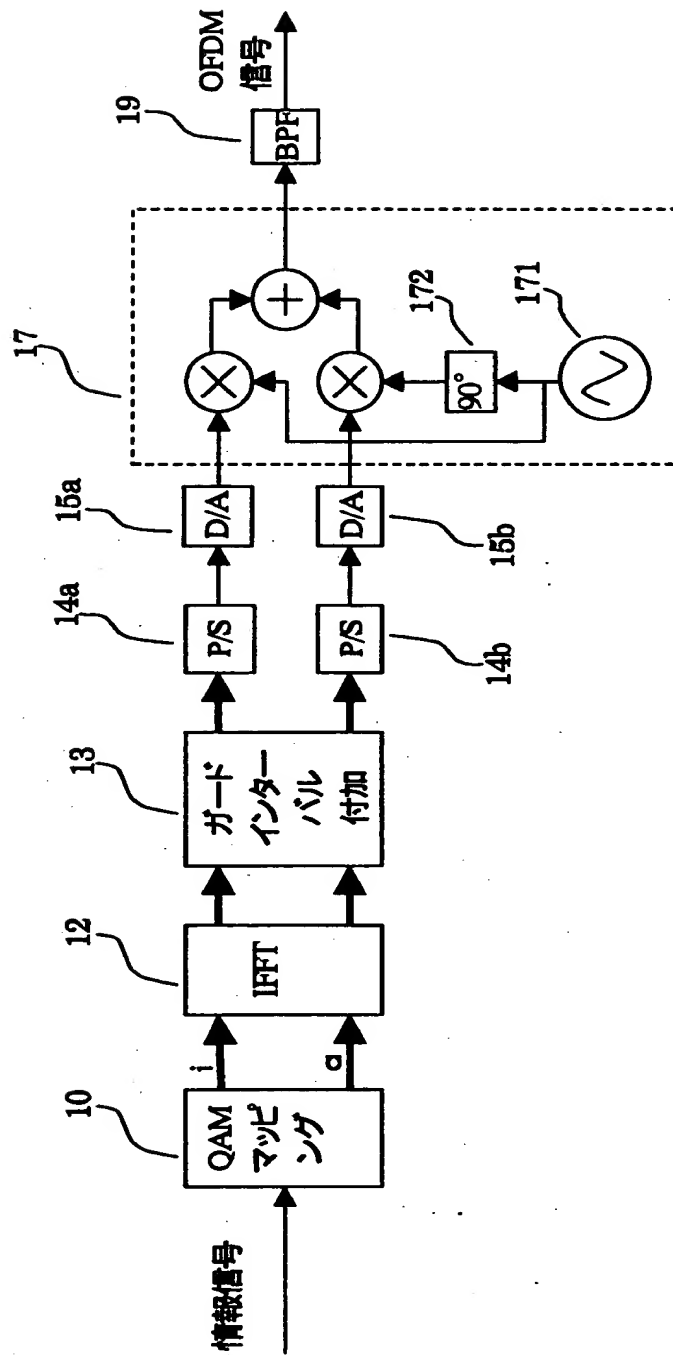 情報信号
10
QAM
マッピ
ング
i
q
12
IFFT
13
ガード
インター
バル
付加
14a
P/S
14b
P/S
15a
D/A
15b
D/A
17
90°
172
171
19
BPF
OFDM
信号